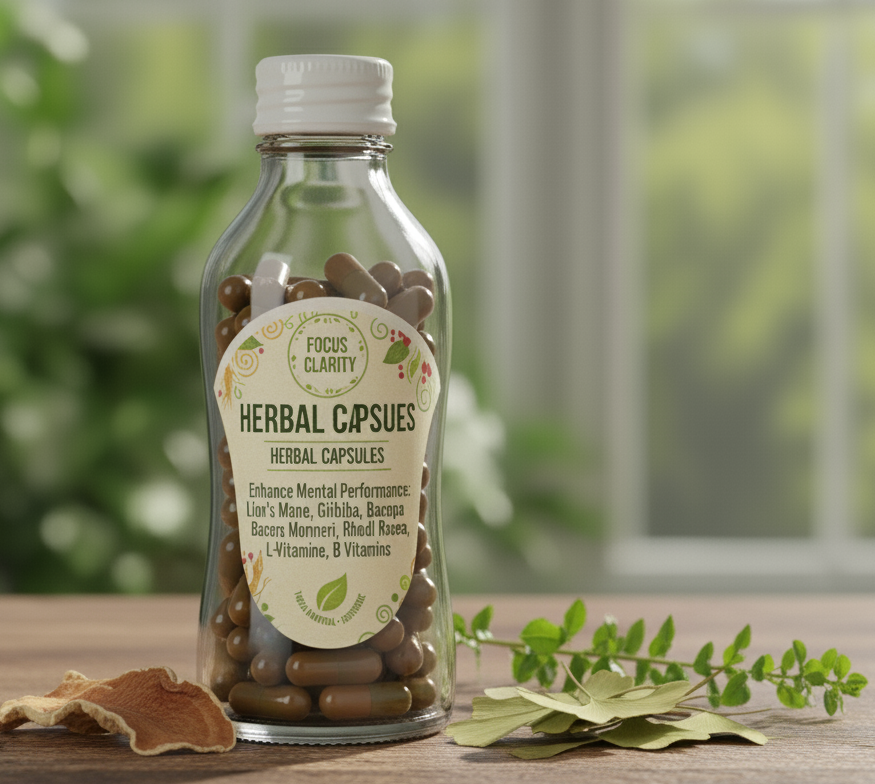 FOCUS
CLARITY
HERBAL CAPSUES
HERBAL CAPSULES
Enhance Mental Performance:
Lion's Mane, Giibiba, Bacopa
Bacers Monneri, Rhodl Racea,
L-Vitamine, B Vitamins